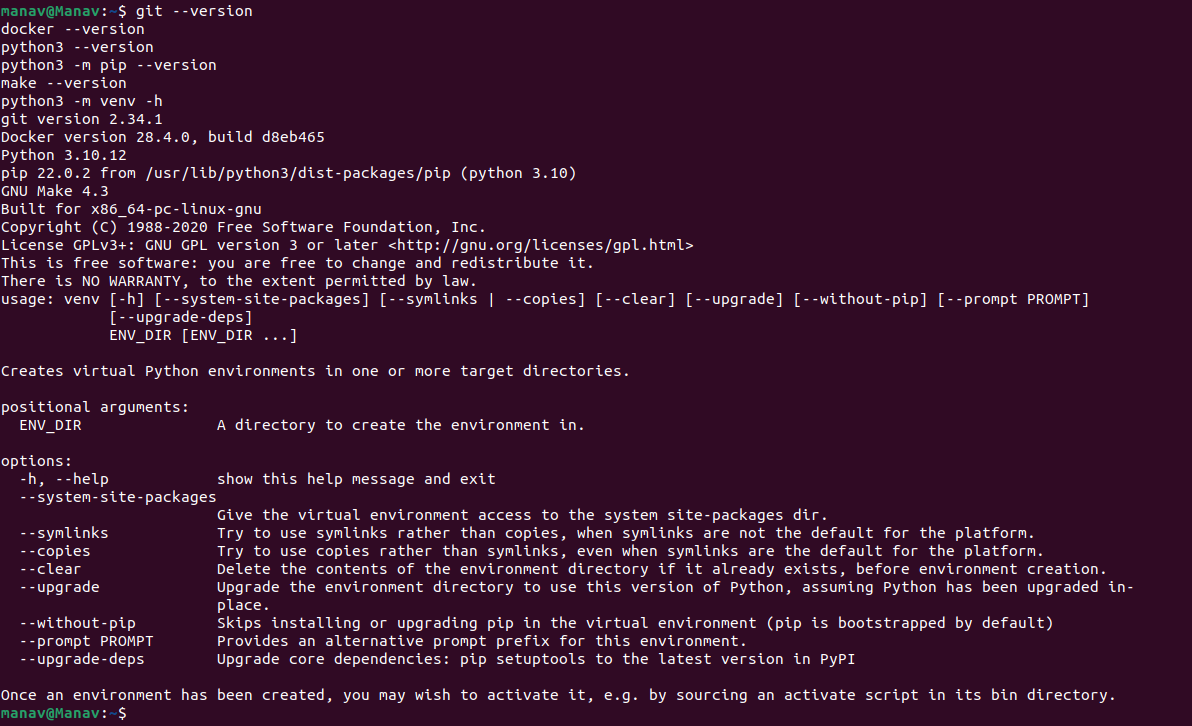 manav@Manav:~$ git --version
docker --version
python3 --version
python3 -m pip --version
make --version
python3 -m venv -h
git version 2.34.1
Docker version 28.4.0, build d8eb465
Python 3.10.12
pip 22.0.2 from /usr/lib/python3/dist-packages/pip (python 3.10)
GNU Make 4.3
Built for x86_64-pc-linux-gnu
Copyright (C) 1988-2020 Free Software Foundation, Inc.
License GPLv3+: GNU GPL version 3 or later <http://gnu.org/licenses/gpl.html>
This is free software: you are free to change and redistribute it.
There is NO WARRANTY, to the extent permitted by law.
usage: venv [-h] [--system-site-packages] [--symlinks | --copies] [--clear] [--upgrade] [--without-pip] [--prompt PROMPT]
            [--upgrade-deps]
            ENV_DIR [ENV_DIR ...]

Creates virtual Python environments in one or more target directories.

positional arguments:
  ENV_DIR               A directory to create the environment in.

options:
  -h, --help            show this help message and exit
  --system-site-packages
                        Give the virtual environment access to the system site-packages dir.
  --symlinks            Try to use symlinks rather than copies, when symlinks are not the default for the platform.
  --copies              Try to use copies rather than symlinks, even when symlinks are the default for the platform.
  --clear               Delete the contents of the environment directory if it already exists, before environment creation.
  --upgrade             Upgrade the environment directory to use this version of Python, assuming Python has been upgraded in-
                        place.
  --without-pip         Skips installing or upgrading pip in the virtual environment (pip is bootstrapped by default)
  --prompt PROMPT       Provides an alternative prompt prefix for this environment.
  --upgrade-deps        Upgrade core dependencies: pip setuptools to the latest version in PyPI

Once an environment has been created, you may wish to activate it, e.g. by sourcing an activate script in its bin directory.
manav@Manav:~$